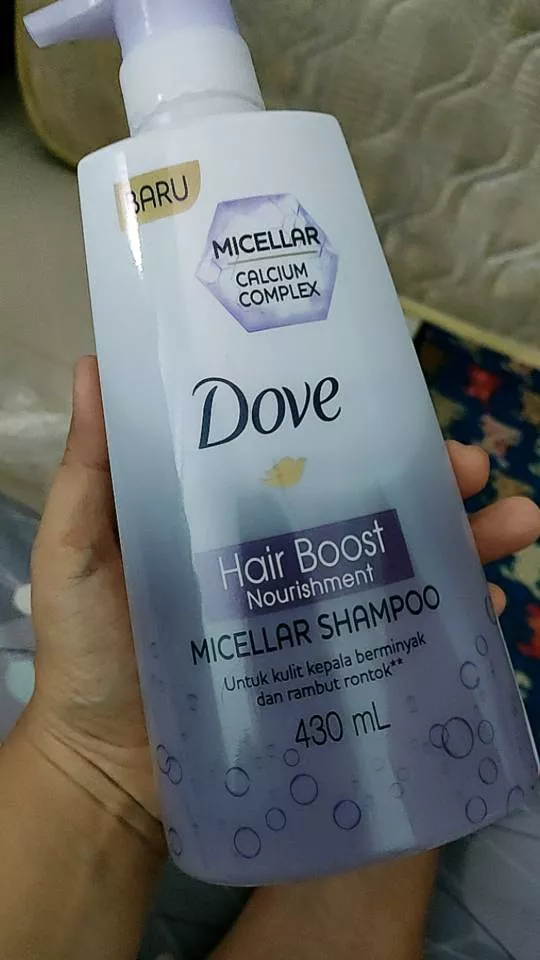 BARU
MICELLAR
CALCIUM
COMPLEX
Dove
Hair Boost
Nourishment
MICELLAR SHAMPOO
Untuk kulit kepala berminyak
dan rambut rontok**
430 mL